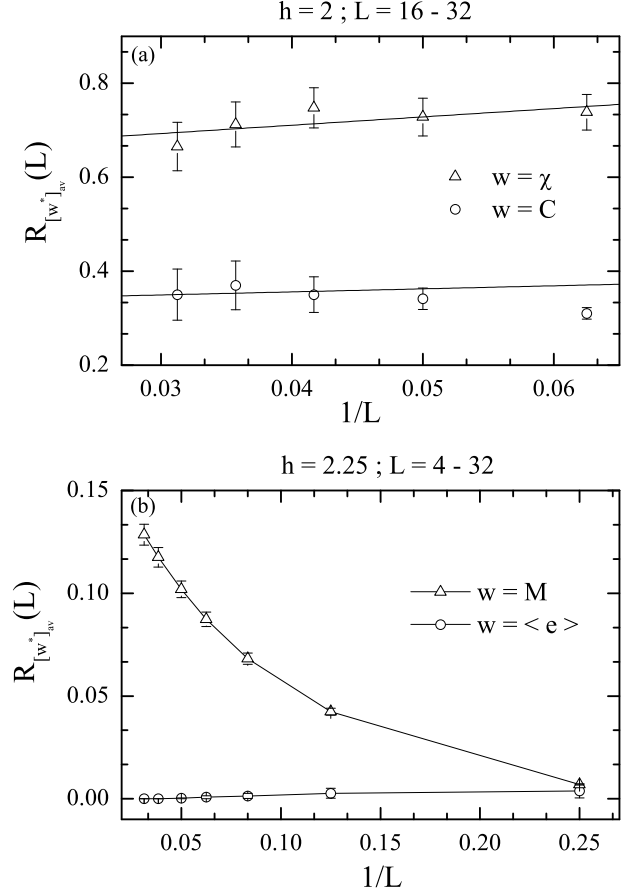 h = 2 ; L = 16 - 32
(a)
0.8
0.6
0.4
0.2
R[w*]av (L)
w = χ
w = C
0.03 0.04 0.05 0.06
1/L
h = 2.25 ; L = 4 - 32
(b)
0.15
0.10
0.05
0.00
R[w*]av (L)
w = M
w = < e >
0.05 0.10 0.15 0.20 0.25
1/L